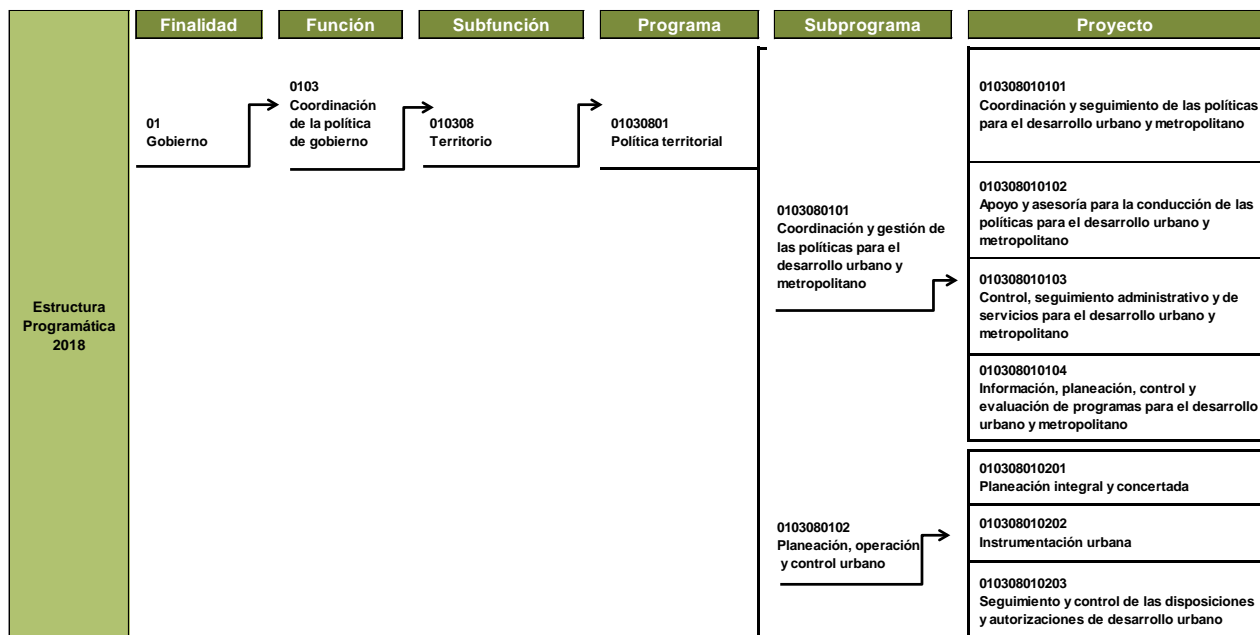 Finalidad
Función
Subfunción
Programa
Subprograma
Proyecto
Estructura
Programática
2018
01
Gobierno
0103
Coordinación
de la política
de gobierno
010308
Territorio
01030801
Política territorial
0103080101
Coordinación y gestión de
las políticas para el
desarrollo urbano y
metropolitano
010308010101
Coordinación y seguimiento de las políticas
para el desarrollo urbano y metropolitano
010308010102
Apoyo y asesoría para la conducción de las
políticas para el desarrollo urbano y
metropolitano
010308010103
Control, seguimiento administrativo y de
servicios para el desarrollo urbano y
metropolitano
010308010104
Información, planeación, control y
evaluación de programas para el desarrollo
urbano y metropolitano
0103080102
Planeación, operación
y control urbano
010308010201
Planeación integral y concertada
010308010202
Instrumentación urbana
010308010203
Seguimiento y control de las disposiciones
y autorizaciones de desarrollo urbano